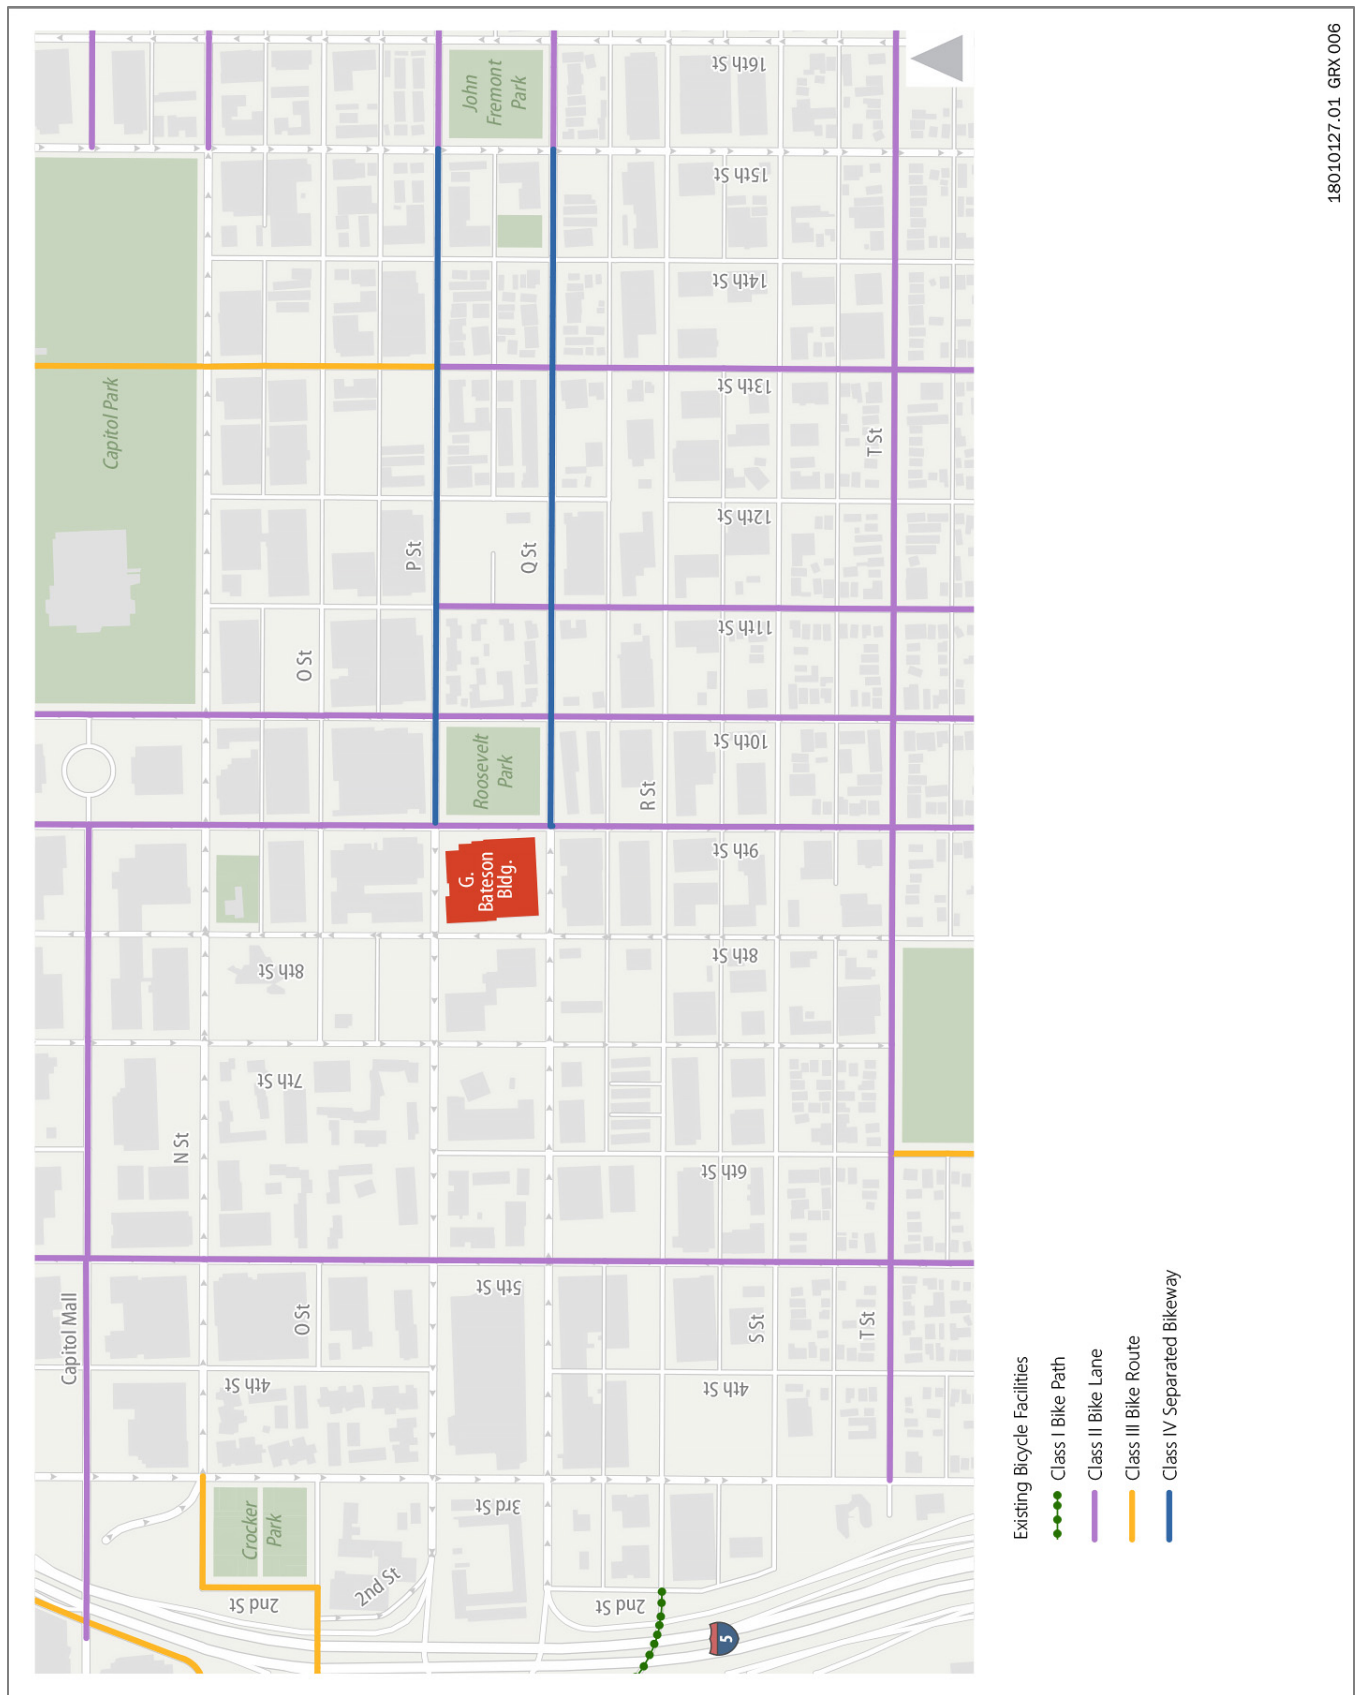 18010127.01 GRX 006
16th St
John
Fremont
Park
15th St
14th St
Capitol Park
13th St
T St
12th St
P St
Q St
11th St
O St
10th St
Roosevelt
Park
R St
9th St
G.
Bateson
Bldg.
8th St
8th St
7th St
N St
6th St
Capitol Mall
5th St
O St
S St
T St
4th St
4th St
3rd St
Crocker
Park
2nd St
2nd St
2nd St
5
Existing Bicycle Facilities
Class I Bike Path
Class II Bike Lane
Class III Bike Route
Class IV Separated Bikeway